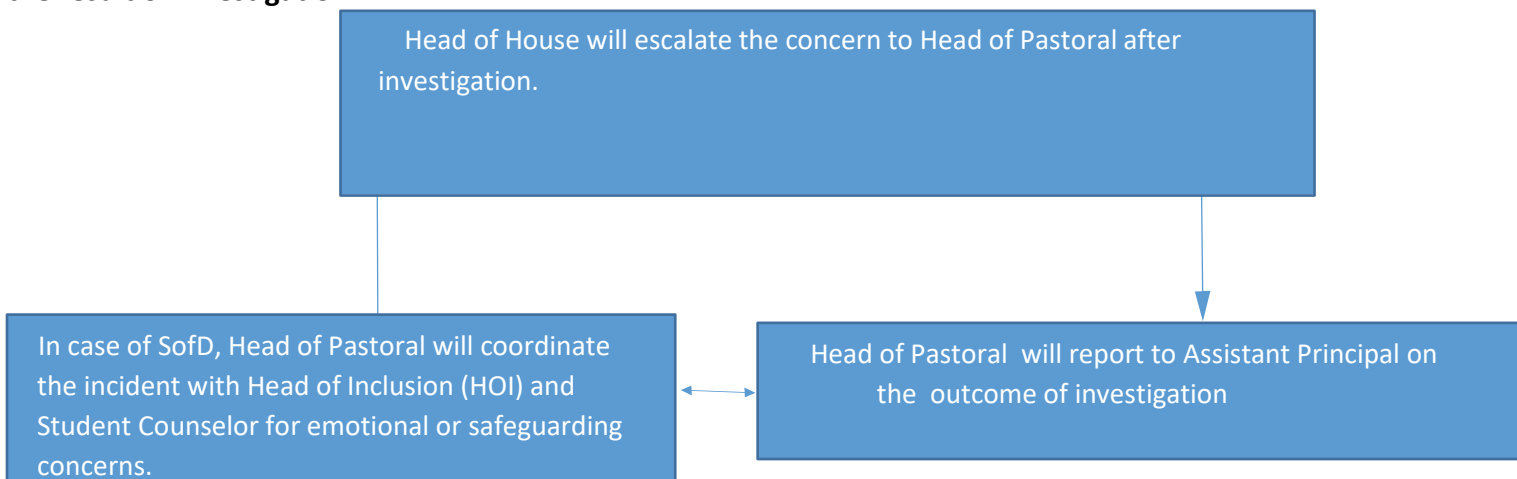 Head of House will escalate the concern to Head of Pastoral after
investigation.
In case of SofD, Head of Pastoral will coordinate
the incident with Head of Inclusion (HOI) and
Student Counselor for emotional or safeguarding
concerns.
Head of Pastoral will report to Assistant Principal on
the outcome of investigation